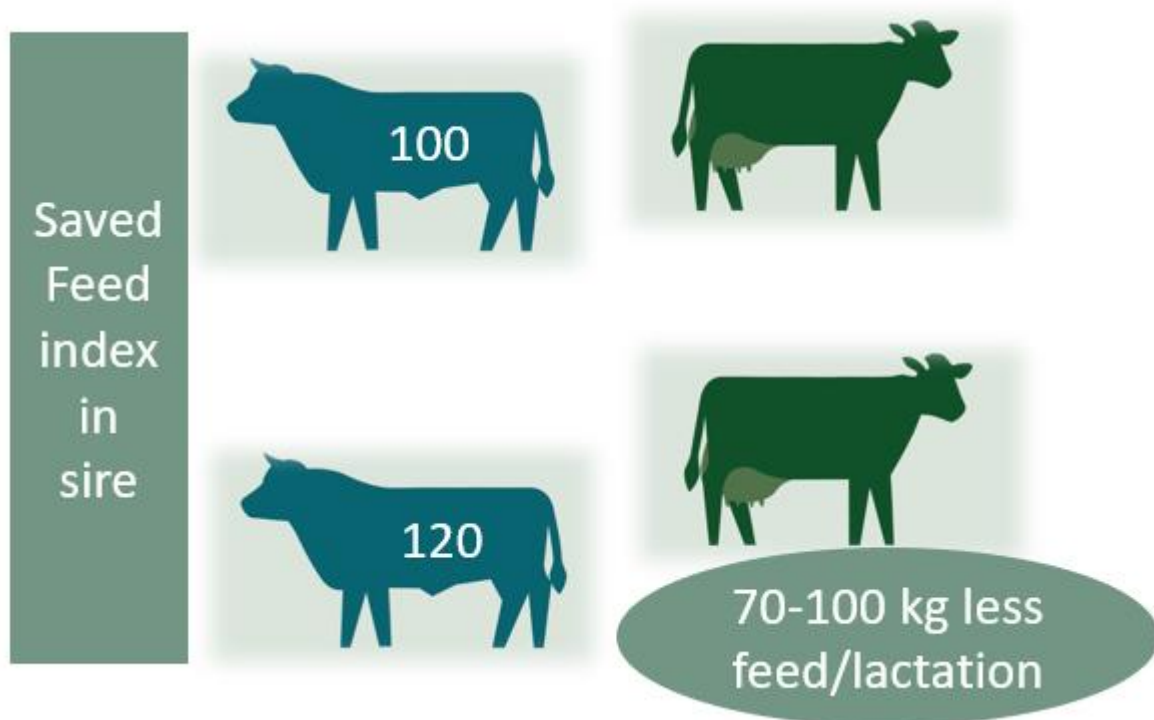 Saved
Feed
index
in
sire
100
120
70-100 kg less
feed/lactation